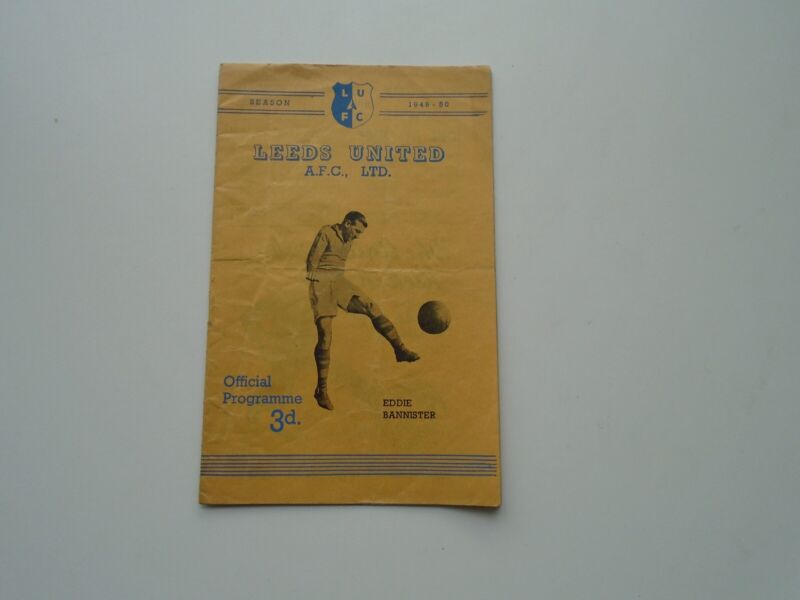 SEASON
L U
A
F C
1949-50
LEEDS UNITED
A.F.C., LTD.
Official
Programme
3d.
EDDIE
BANNISTER